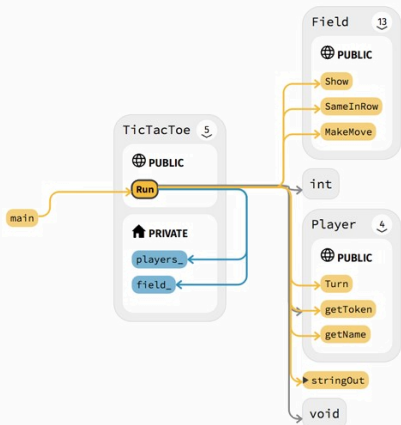 Field 13
PUBLIC
Show
SameInRow
MakeMove
TicTacToe 5
PUBLIC
Run
main
PRIVATE
players_
field_
int
Player 4
PUBLIC
Turn
getToken
getName
stringOut
void